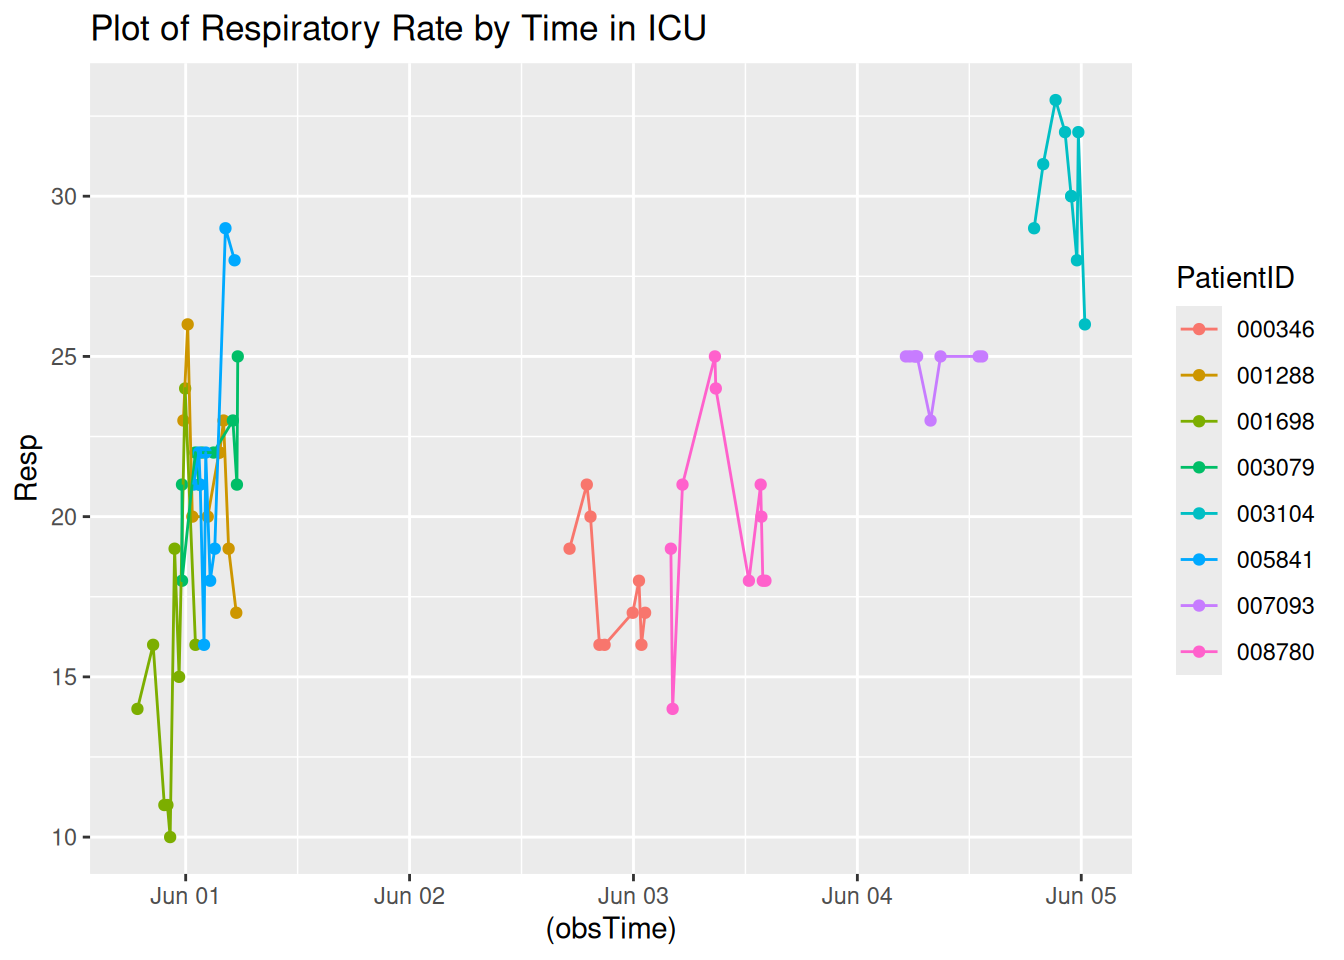 Plot of Respiratory Rate by Time in ICU
Resp
30
25
20
15
10
Jun 01
Jun 02
Jun 03
Jun 04
Jun 05
(obsTime)
PatientID
000346
001288
001698
003079
003104
005841
007093
008780